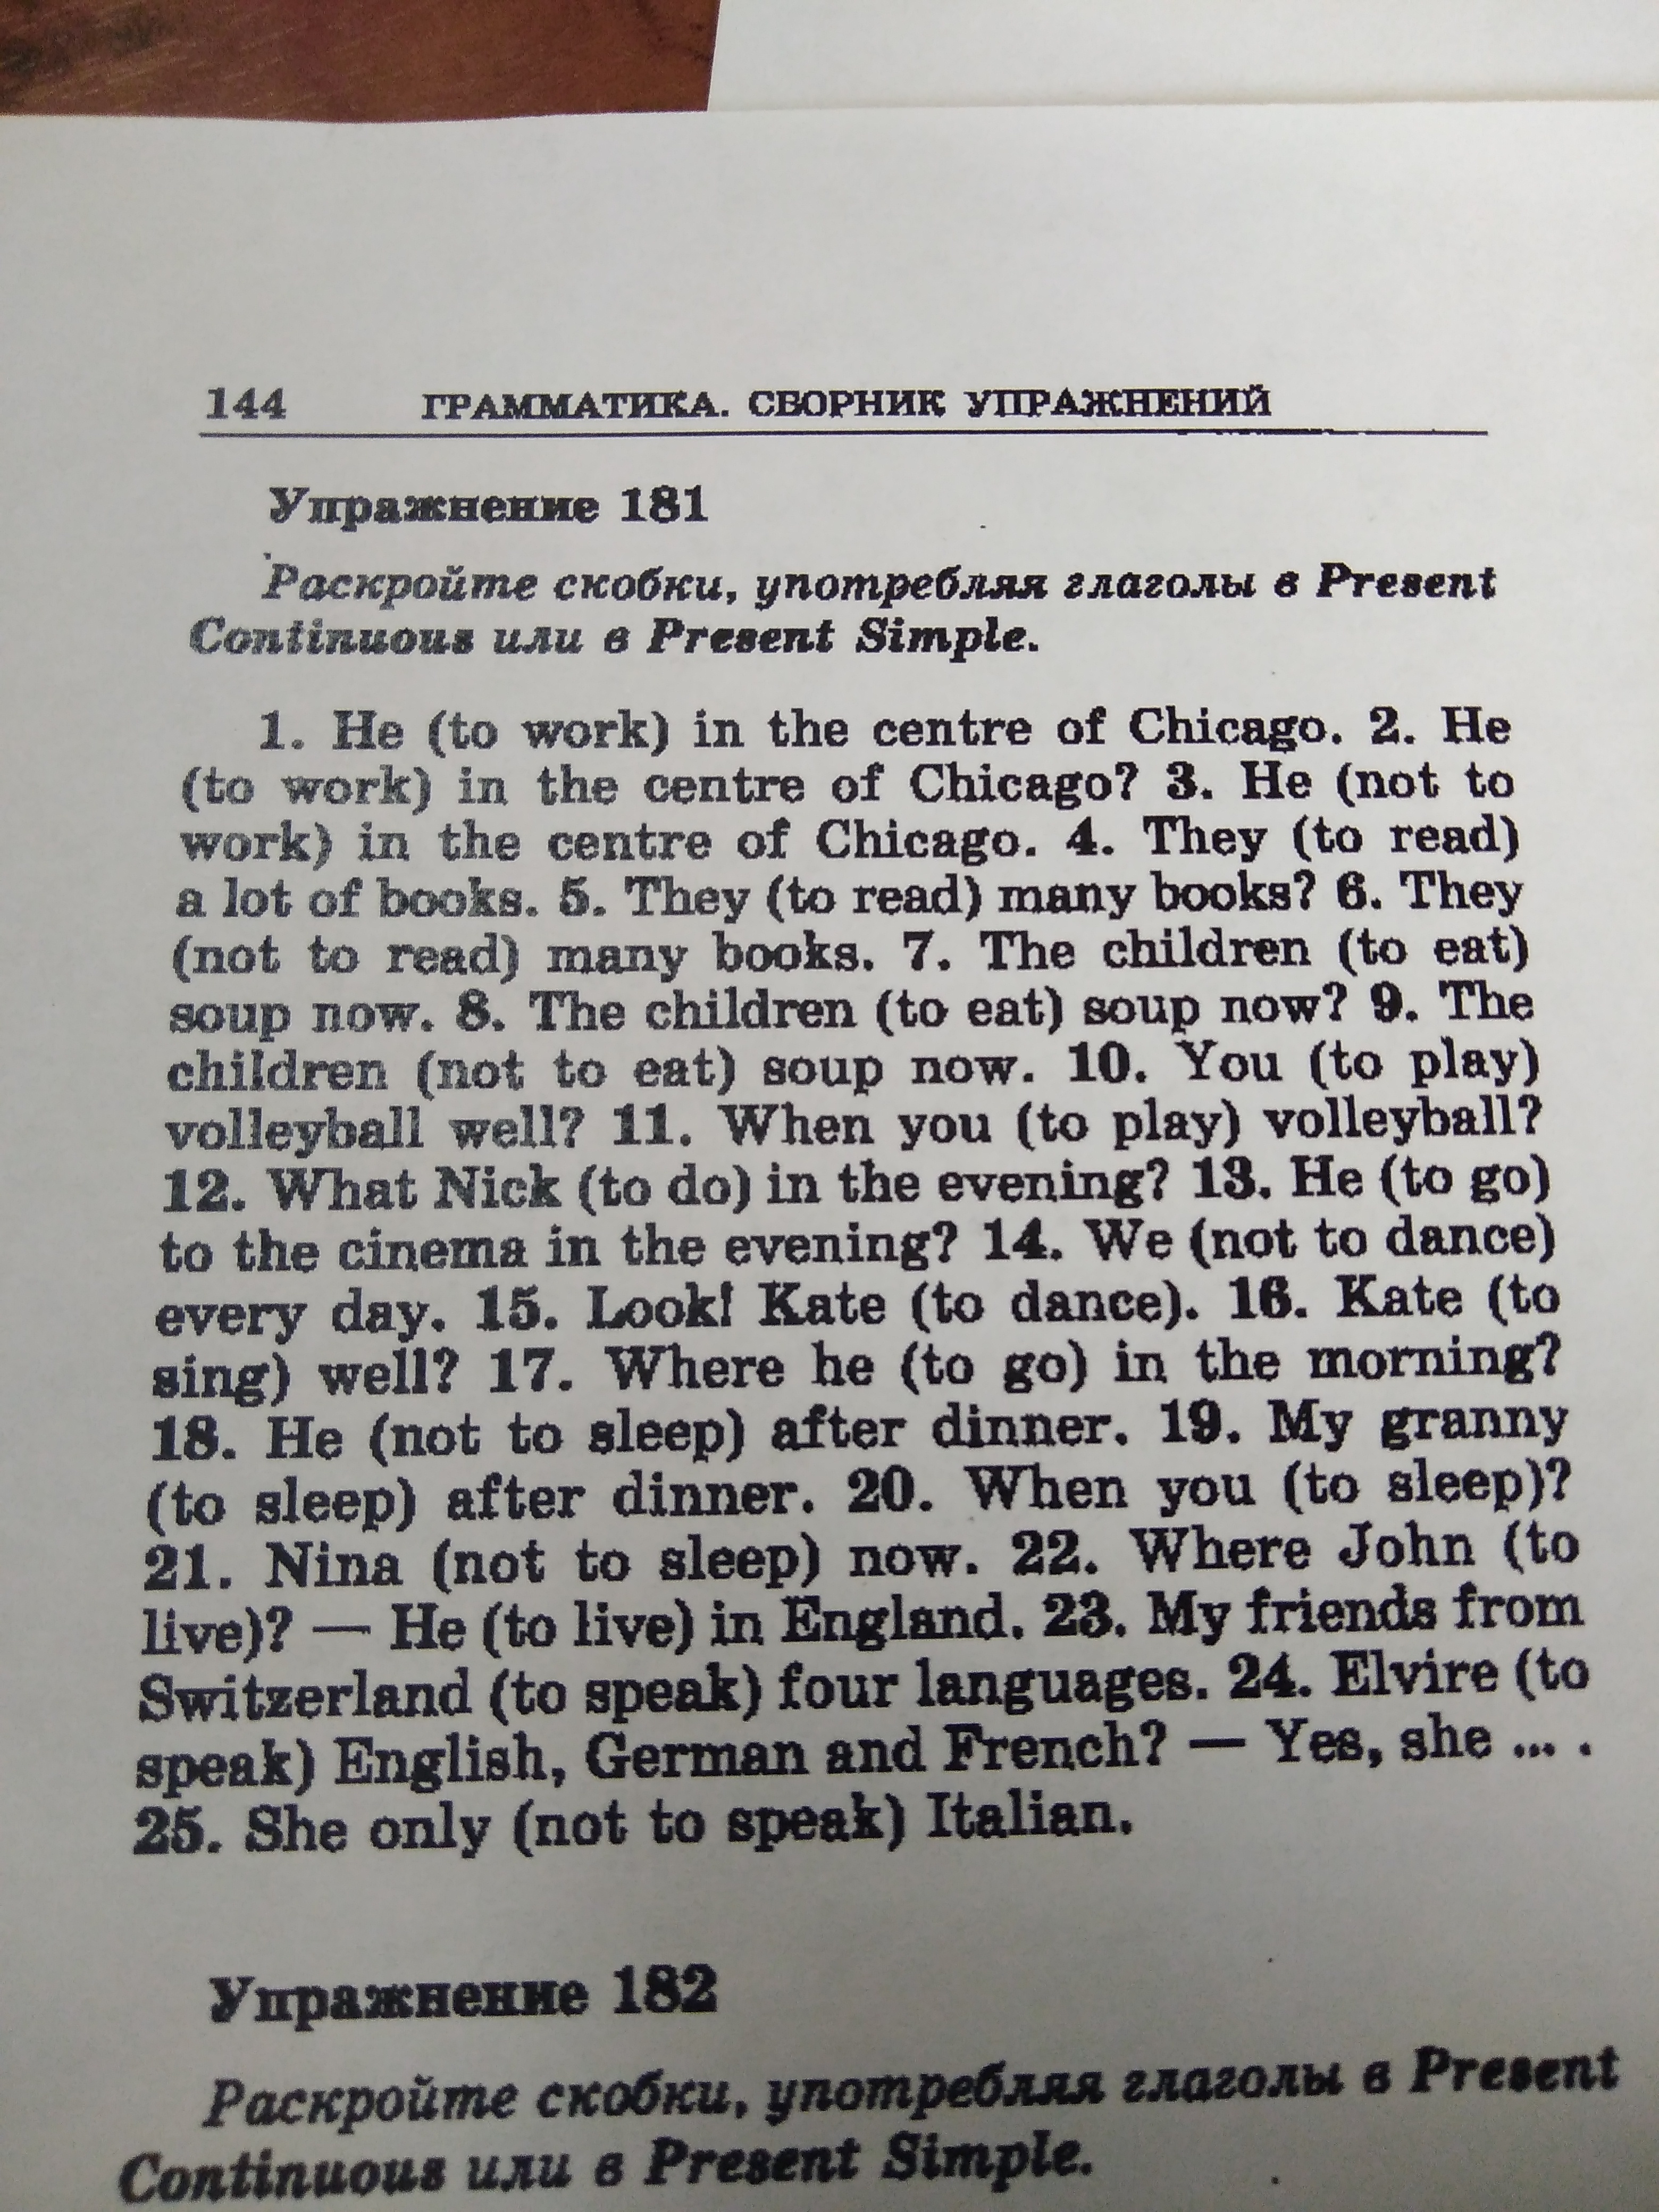 144 ГРАММАТИКА. СБОРНИК УПРАЖНЕНИЙ
Упражнение 181
Раскройте скобки, употребляя глаголы в Present
Continuous или в Present Simple.
1. He (to work) in the centre of Chicago. 2. He
(to work) in the centre of Chicago? 3. He (not to
work) in the centre of Chicago. 4. They (to read)
a lot of books. 5. They (to read) many books? 6. They
(not to read) many books. 7. The children (to eat)
soup now. 8. The children (to eat) soup now? 9. The
children (not to eat) soup now. 10. You (to play)
volleyball well? 11. When you (to play) volleyball?
12. What Nick (to do) in the evening? 13. He (to go)
to the cinema in the evening? 14. We (not to dance)
every day. 15. Look! Kate (to dance). 16. Kate (to
sing) well? 17. Where he (to go) in the morning?
18. He (not to sleep) after dinner. 19. My granny
(to sleep) after dinner. 20. When you (to sleep)?
21. Nina (not to sleep) now. 22. Where John (to
live)? — He (to live) in England. 23. My friends from
Switzerland (to speak) four languages. 24. Elvire (to
speak) English, German and French? — Yes, she ... .
25. She only (not to speak) Italian.
Упражнение 182
Раскройте скобки, употребляя глаголы в Present
Continuous или в Present Simple.